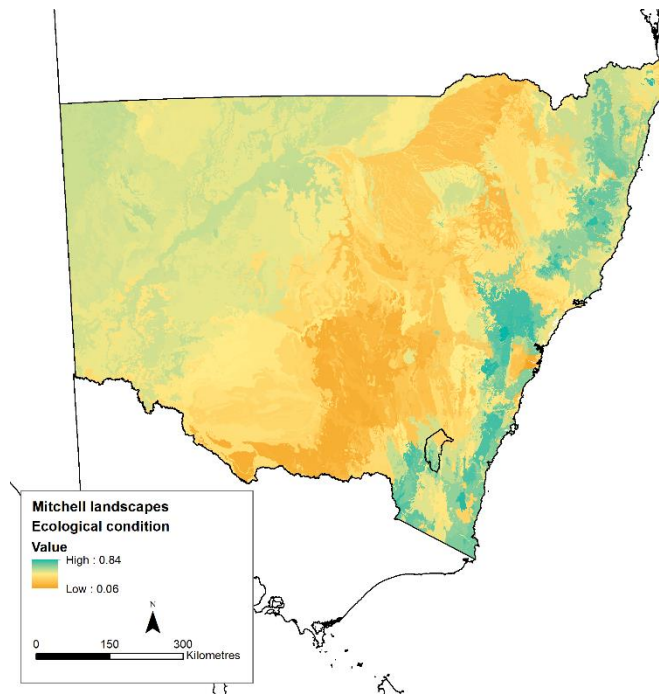 Mitchell landscapes
Ecological condition
Value
High : 0.84
Low : 0.06
N
0 150 300
Kilometres